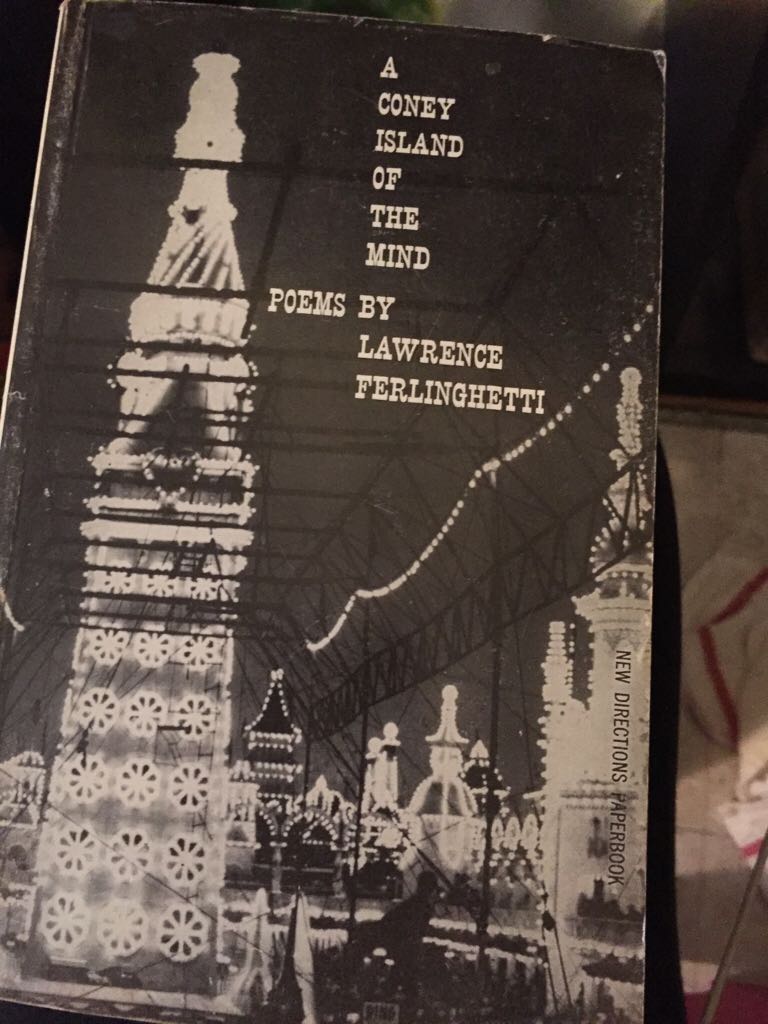 A
CONEY
ISLAND
OF
THE
MIND
POEMS BY
LAWRENCE
FERLINGHETTI
NEW DIRECTIONS PAPERBOOK